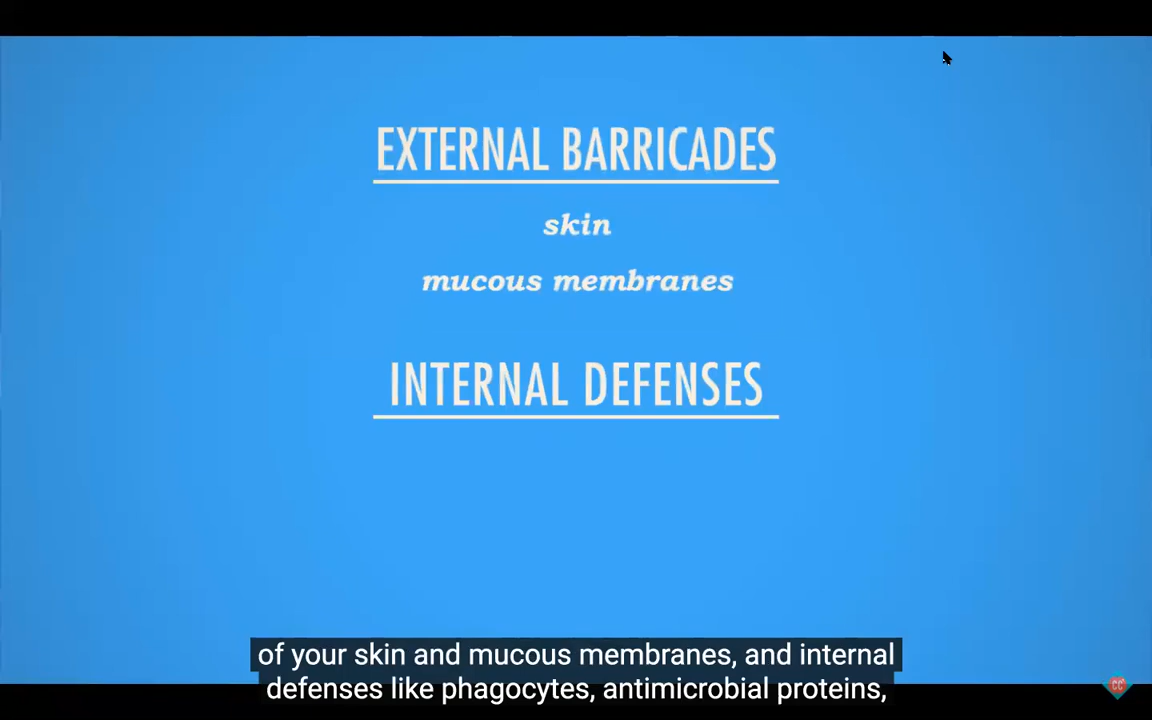 EXTERNAL BARRICADES
skin
mucous membranes
INTERNAL DEFENSES
of your skin and mucous membranes, and internal
defenses like phagocytes, antimicrobial proteins,
CC